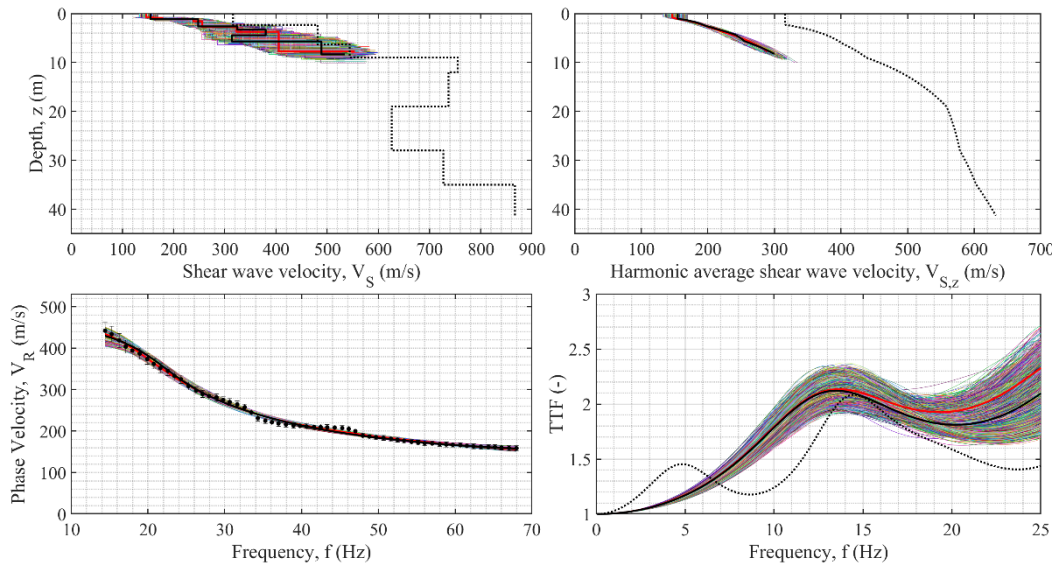 0
10
20
30
40
Depth, z (m)
0 100 200 300 400 500 600 700 800 900
Shear wave velocity, V_S (m/s)
0
10
20
30
40
0 100 200 300 400 500 600 700
Harmonic average shear wave velocity, V_S,z (m/s)
500
400
300
200
100
0
Phase Velocity, V_R (m/s)
10 20 30 40 50 60 70
Frequency, f (Hz)
3
2.5
2
1.5
1
TTF (-)
0 5 10 15 20 25
Frequency, f (Hz)